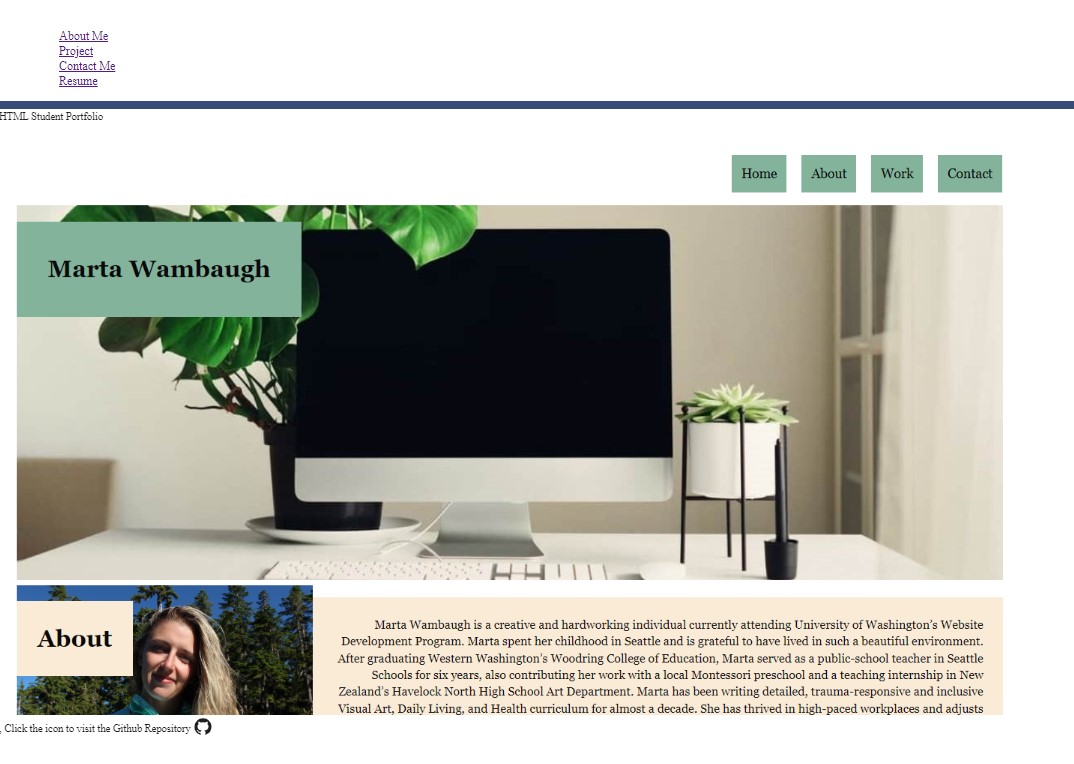 About Me
Project
Contact Me
Resume
HTML Student Portfolio
Home About Work Contact
Marta Wambaugh
About
Marta Wambaugh is a creative and hardworking individual currently attending University of Washington's Website
Development Program. Marta spent her childhood in Seattle and is grateful to have lived in such a beautiful environment.
After graduating Western Washington's Woodring College of Education, Marta served as a public-school teacher in Seattle
Schools for six years, also contributing her work with a local Montessori preschool and a teaching internship in New
Zealand's Havelock North High School Art Department. Marta has been writing detailed, trauma-responsive and inclusive
Visual Art, Daily Living, and Health curriculum for almost a decade. She has thrived in high-paced workplaces and adjusts
, Click the icon to visit the Github Repository